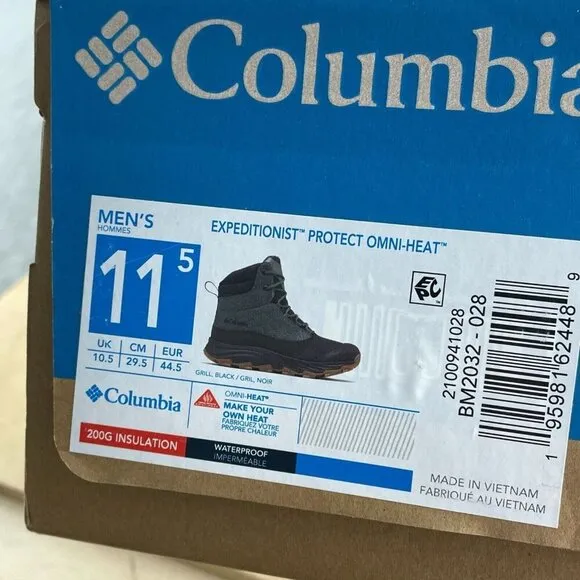 Columbia
MEN'S
HOMMES
11 5
UK CM EUR
10.5 29.5 44.5
EXPEDITIONIST™ PROTECT OMNI-HEAT™
GRILL, BLACK / GRIL, NOIR
Columbia
OMNI-HEAT®
MAKE YOUR
OWN HEAT
FABRIQUEZ VOTRE
PROPRE CHALEUR
200G INSULATION
WATERPROOF
IMPERMÉABLE
EPC
2100941028
BM2032 - 028
1 95981 62448 9
MADE IN VIETNAM
FABRIQUÉ AU VIETNAM